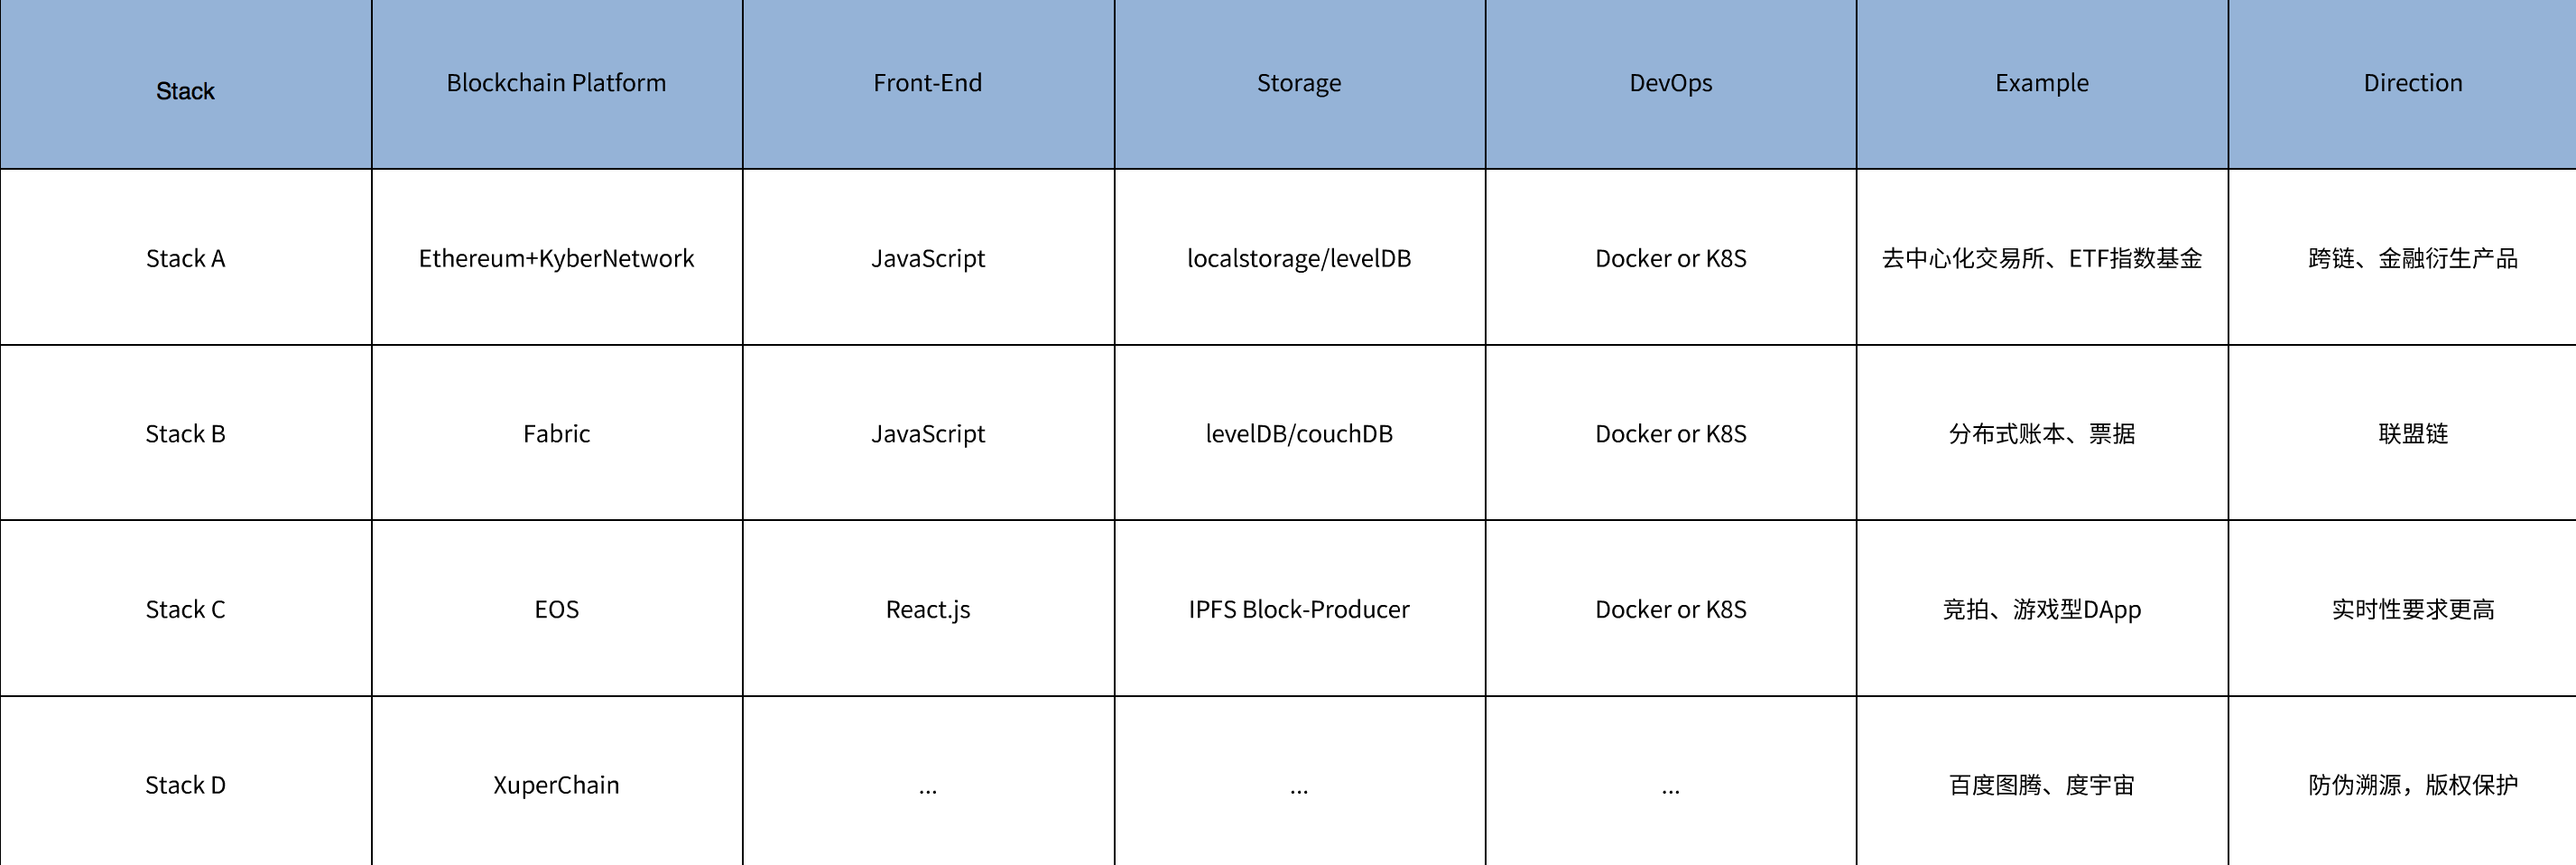 Stack Blockchain Platform Front-End Storage DevOps Example Direction
Stack A Ethereum+KyberNetwork JavaScript localstorage/levelDB Docker or K8S 去中心化交易所、ETF指数基金 跨链、金融衍生产品
Stack B Fabric JavaScript levelDB/couchDB Docker or K8S 分布式账本、票据 联盟链
Stack C EOS React.js IPFS Block-Producer Docker or K8S 竞拍、游戏型DApp 实时性要求更高
Stack D XuperChain ... ... ... 百度图腾、度宇宙 防伪溯源，版权保护